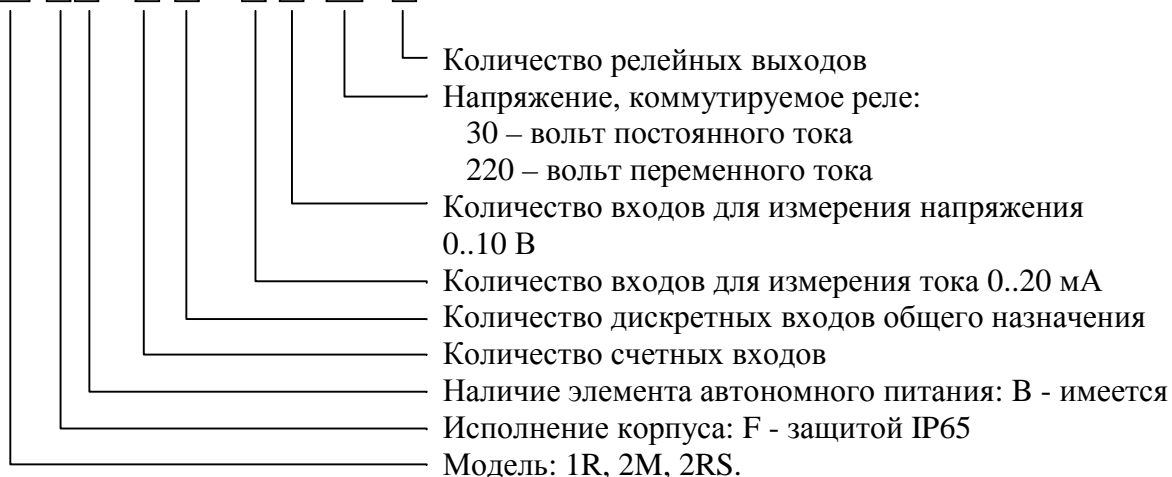 Количество релейных выходов
Напряжение, коммутируемое реле:
30 – вольт постоянного тока
220 – вольт переменного тока
Количество входов для измерения напряжения
0..10 В
Количество входов для измерения тока 0..20 мА
Количество дискретных входов общего назначения
Количество счетных входов
Наличие элемента автономного питания: В - имеется
Исполнение корпуса: F - защитой IP65
Модель: 1R, 2M, 2RS.